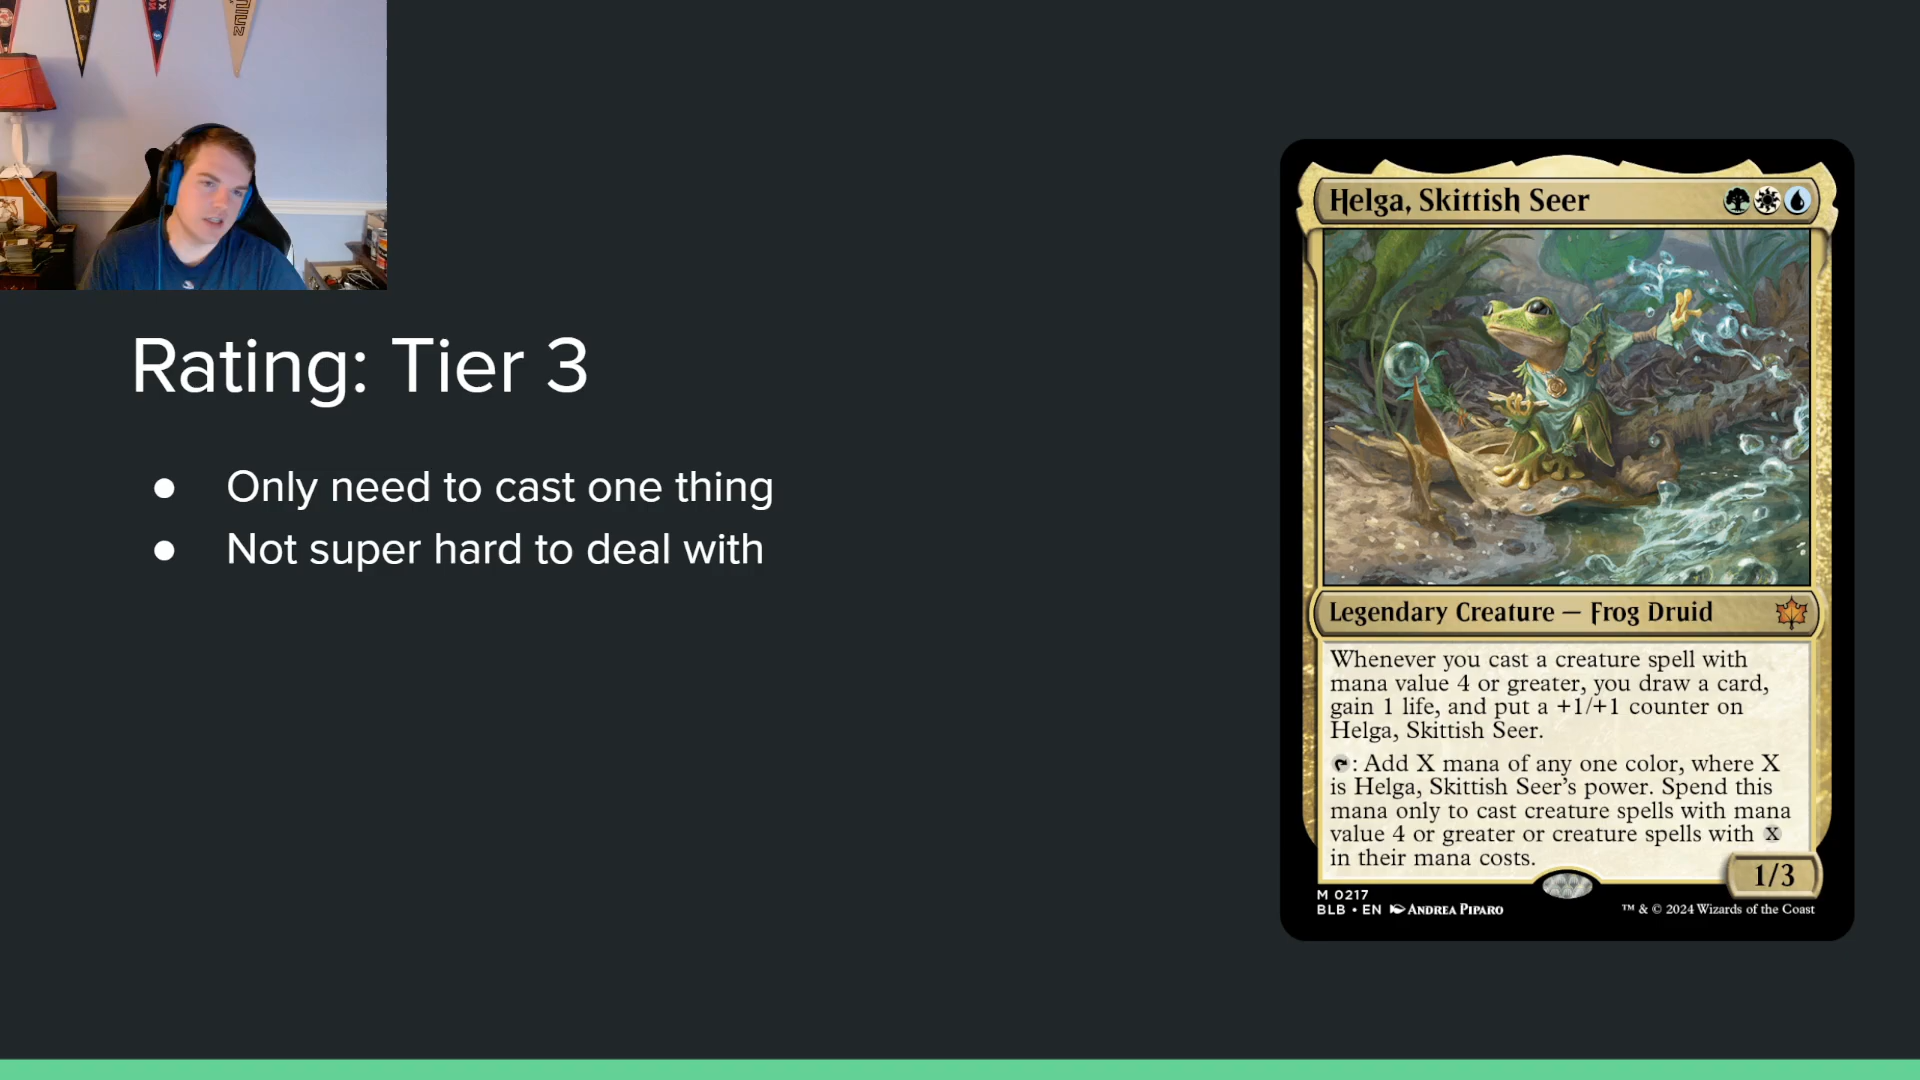 Rating: Tier 3
● Only need to cast one thing
● Not super hard to deal with
Helga, Skittish Seer
Legendary Creature — Frog Druid
Whenever you cast a creature spell with
mana value 4 or greater, you draw a card,
gain 1 life, and put a +1/+1 counter on
Helga, Skittish Seer.
: Add X mana of any one color, where X
is Helga, Skittish Seer's power. Spend this
mana only to cast creature spells with mana
value 4 or greater or creature spells with X
in their mana costs.
1/3
M 0217
BLB • EN ANDREA PIPARO
™ & © 2024 Wizards of the Coast